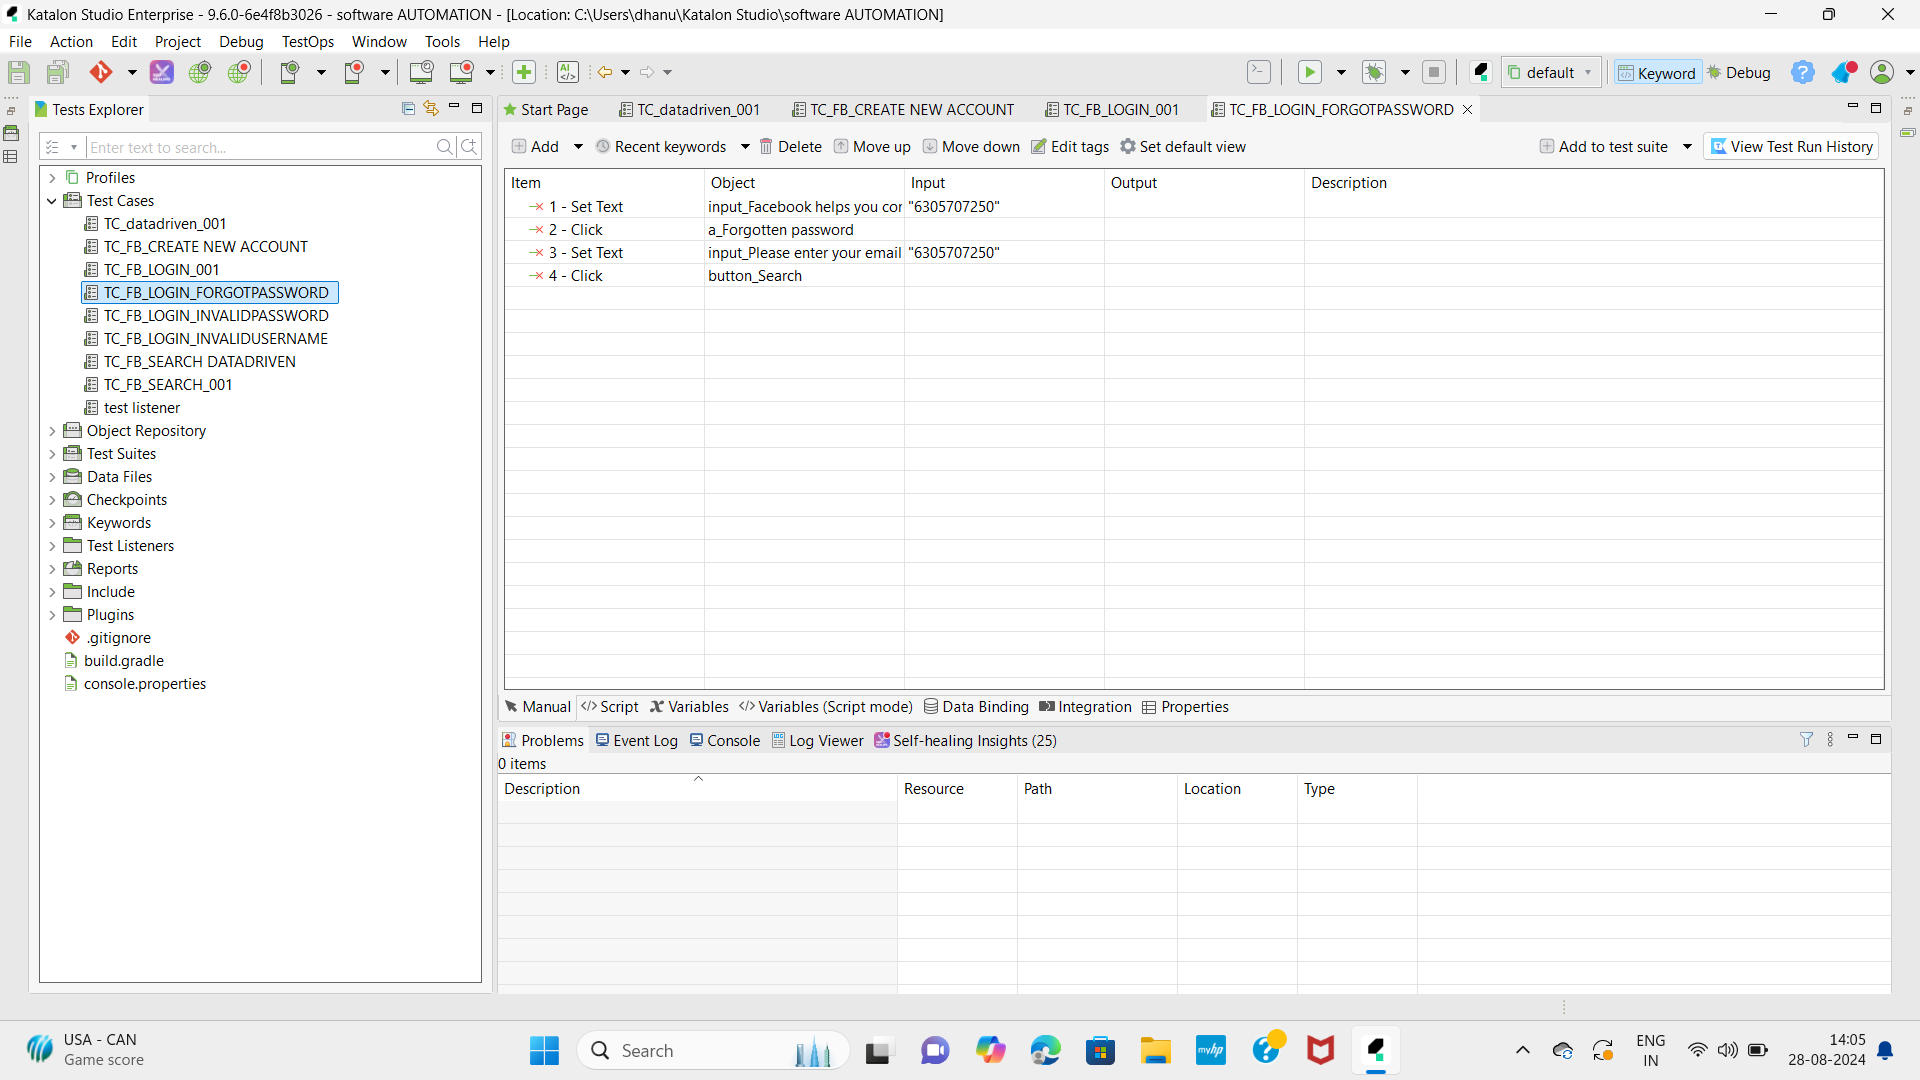 Katalon Studio Enterprise - 9.6.0-6e4f8b3026 - software AUTOMATION - [Location: C:\Users\dhanu\Katalon Studio\software AUTOMATION]
File Action Edit Project Debug TestOps Window Tools Help
default Keyword Debug
Tests Explorer
Enter text to search...
Profiles
Test Cases
TC_datadriven_001
TC_FB_CREATE NEW ACCOUNT
TC_FB_LOGIN_001
TC_FB_LOGIN_FORGOTPASSWORD
TC_FB_LOGIN_INVALIDPASSWORD
TC_FB_LOGIN_INVALIDUSERNAME
TC_FB_SEARCH DATADRIVEN
TC_FB_SEARCH_001
test listener
Object Repository
Test Suites
Data Files
Checkpoints
Keywords
Test Listeners
Reports
Include
Plugins
.gitignore
build.gradle
console.properties
Start Page TC_datadriven_001 TC_FB_CREATE NEW ACCOUNT TC_FB_LOGIN_001 TC_FB_LOGIN_FORGOTPASSWORD
Add Recent keywords Delete Move up Move down Edit tags Set default view Add to test suite View Test Run History
Item Object Input Output Description
1 - Set Text input_Facebook helps you cor "6305707250"
2 - Click a_Forgotten password
3 - Set Text input_Please enter your email "6305707250"
4 - Click button_Search
Manual Script Variables Variables (Script mode) Data Binding Integration Properties
Problems Event Log Console Log Viewer Self-healing Insights (25)
0 items
Description Resource Path Location Type
USA - CAN
Game score
Search
myhp
ENG
IN
14:05
28-08-2024